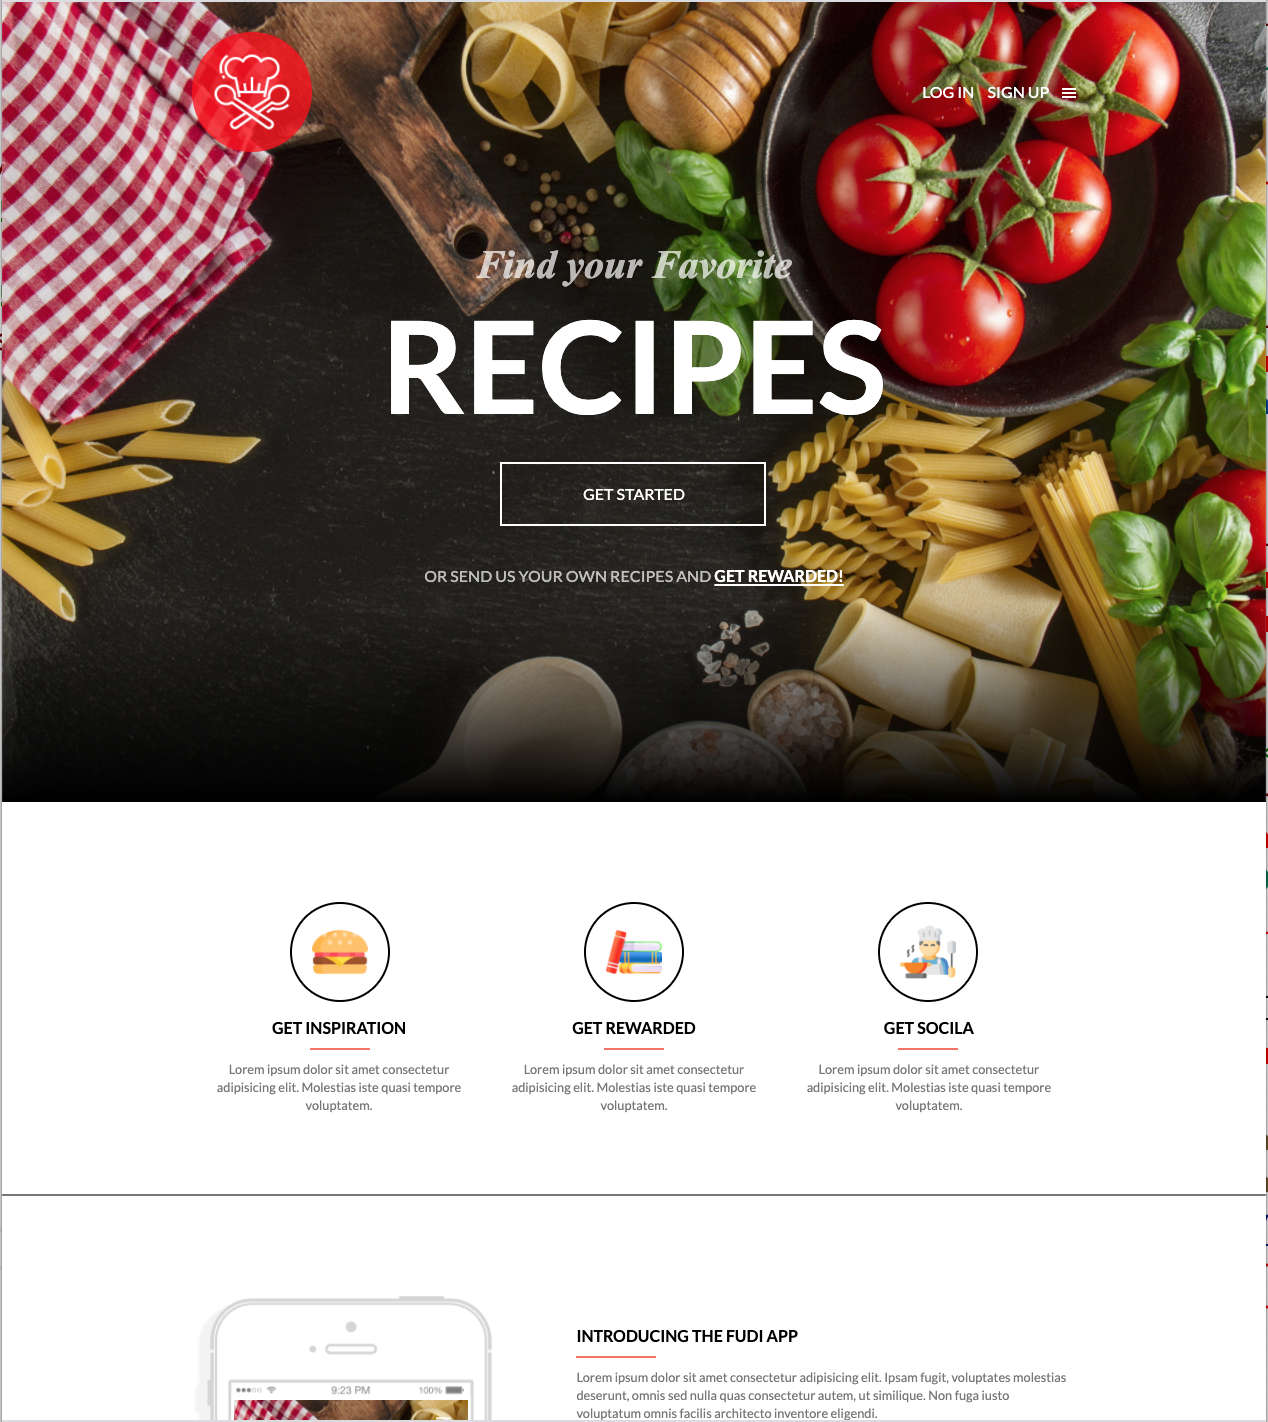 LOG IN SIGN UP
Find your Favorite
RECIPES
GET STARTED
OR SEND US YOUR OWN RECIPES AND GET REWARDED!
GET INSPIRATION
Lorem ipsum dolor sit amet consectetur
adipisicing elit. Molestias iste quasi tempore
voluptatem.
GET REWARDED
Lorem ipsum dolor sit amet consectetur
adipisicing elit. Molestias iste quasi tempore
voluptatem.
GET SOCILA
Lorem ipsum dolor sit amet consectetur
adipisicing elit. Molestias iste quasi tempore
voluptatem.
9:23 PM 100%
INTRODUCING THE FUDI APP
Lorem ipsum dolor sit amet consectetur adipisicing elit. Ipsam fugit, voluptates molestias
deserunt, omnis sed nulla quas consectetur autem, ut similique. Non fuga iusto
voluptatum omnis facilis architecto inventore eligendi.